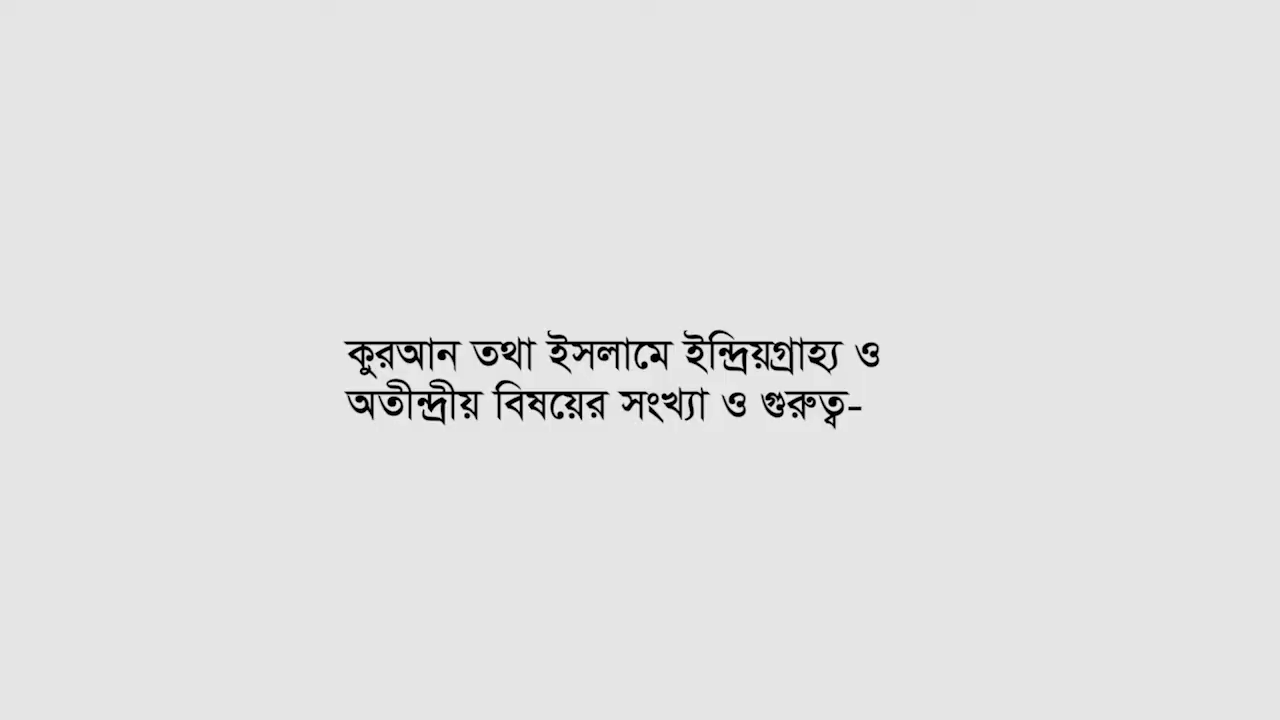 কুরআন তথা ইসলামে ইন্দ্রিয়গ্রাহ্য ও
অতীন্দ্রীয় বিষয়ের সংখ্যা ও গুরুত্ব-